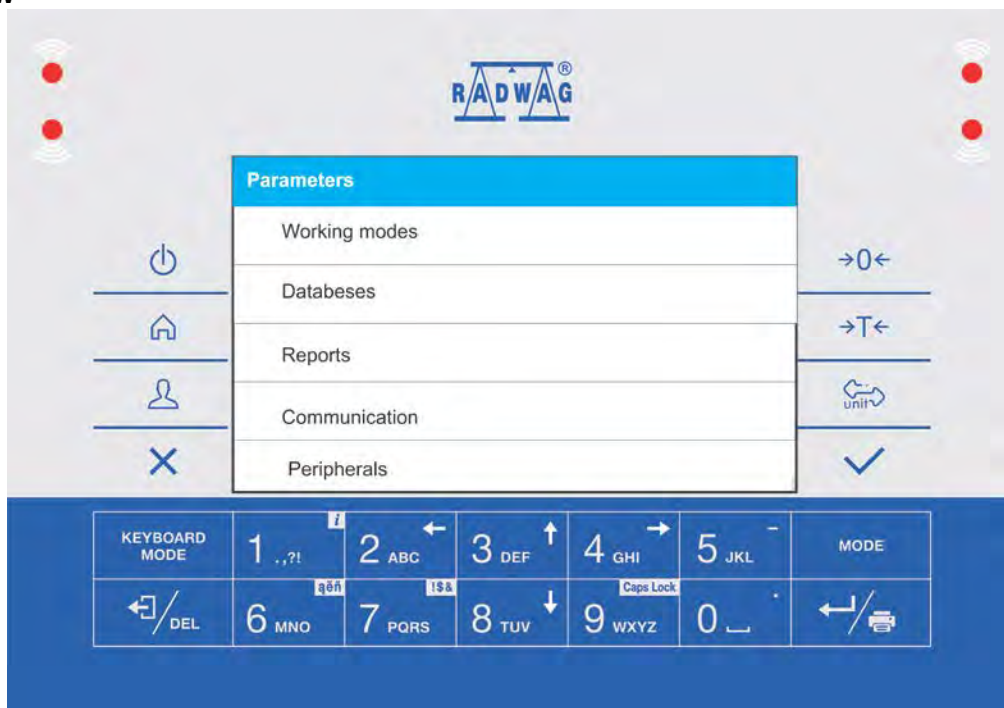 RADWAG®
Parameters
Working modes
Databeses
Reports
Communication
Peripherals
→0←
→T←
unit
KEYBOARD MODE
1 .,?! i
2 ABC ←
3 DEF ↑
4 GHI →
5 JKL -
MODE
DEL
6 MNO ąěñ
7 PQRS !$&
8 TUV ↓
9 WXYZ Caps Lock
0 .